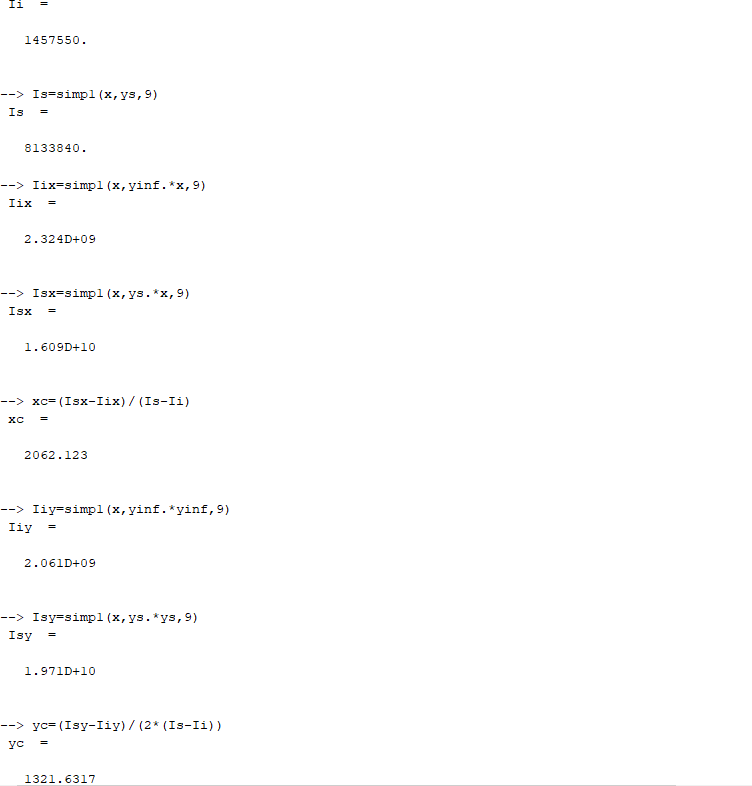 Ii  =
1457550.
--> Is=simp1(x,ys,9)
Is  =
8133840.
--> Iix=simp1(x,yinf.*x,9)
Iix  =
2.324D+09
--> Isx=simp1(x,ys.*x,9)
Isx  =
1.609D+10
--> xc=(Isx-Iix)/(Is-Ii)
xc  =
2062.123
--> Iiy=simp1(x,yinf.*yinf,9)
Iiy  =
2.061D+09
--> Isy=simp1(x,ys.*ys,9)
Isy  =
1.971D+10
--> yc=(Isy-Iiy)/(2*(Is-Ii))
yc  =
1321.6317